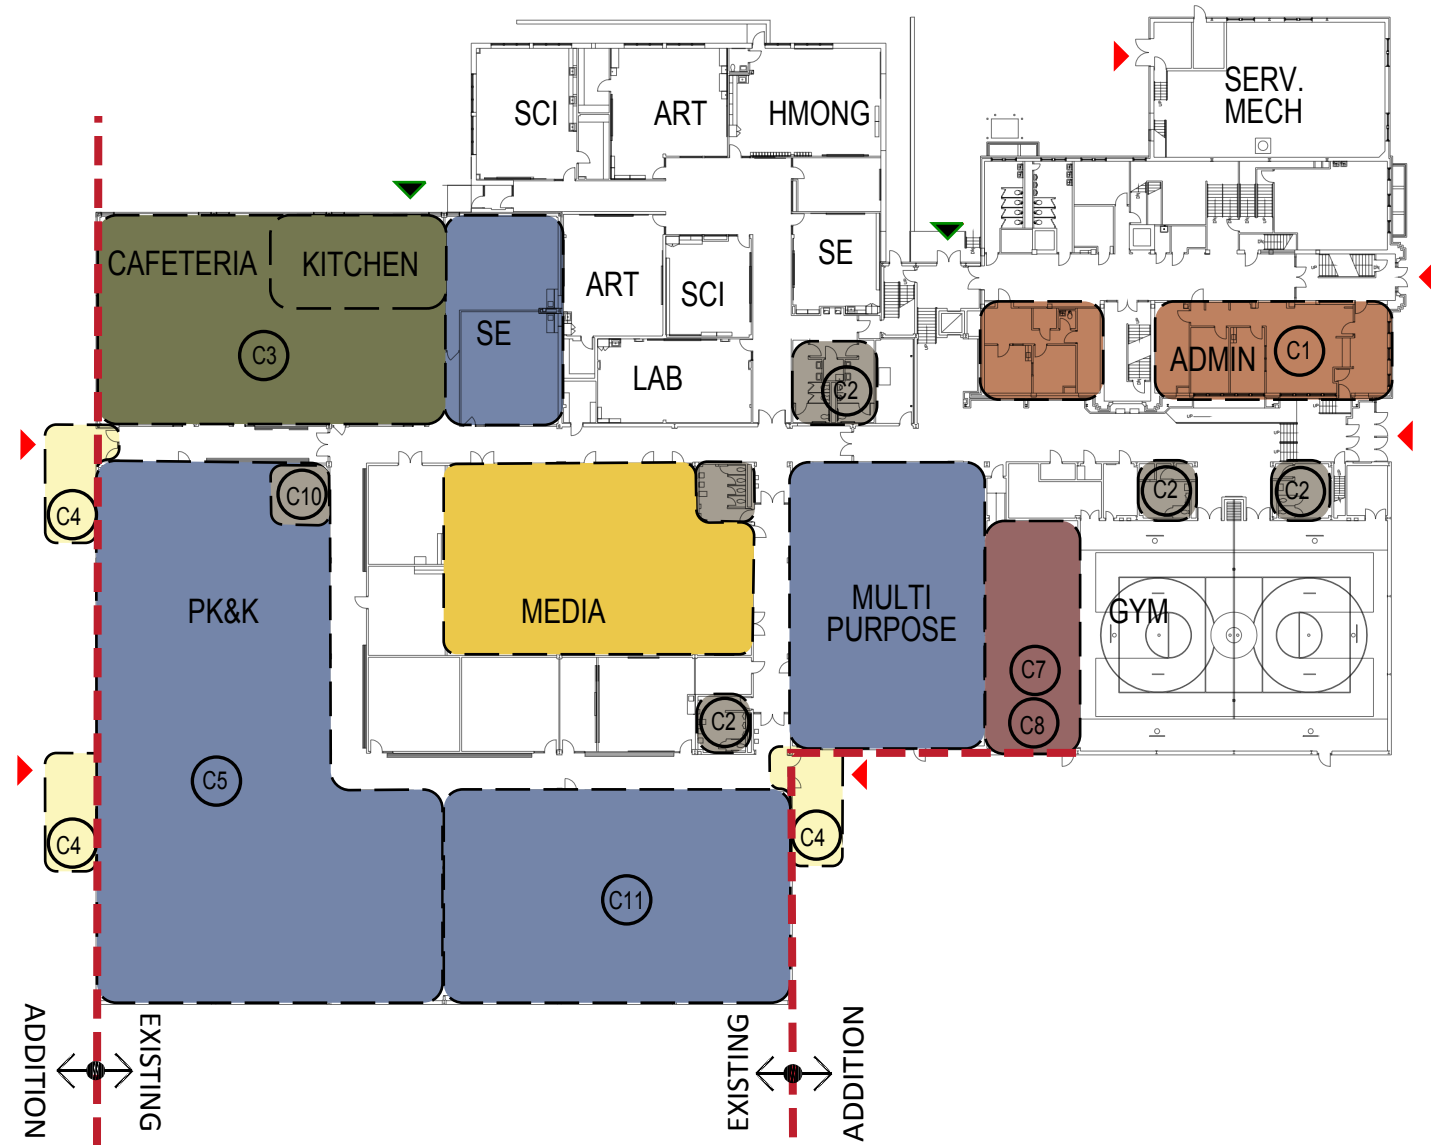 SERV.
MECH
SCI
ART
HMONG
CAFETERIA
KITCHEN
SE
ART
SCI
SE
C3
LAB
C2
ADMIN
C1
C4
C10
C2
C2
PK&K
MEDIA
MULTI
PURPOSE
GYM
C7
C8
C2
C5
C4
C4
C11
ADDITION
EXISTING
EXISTING
ADDITION